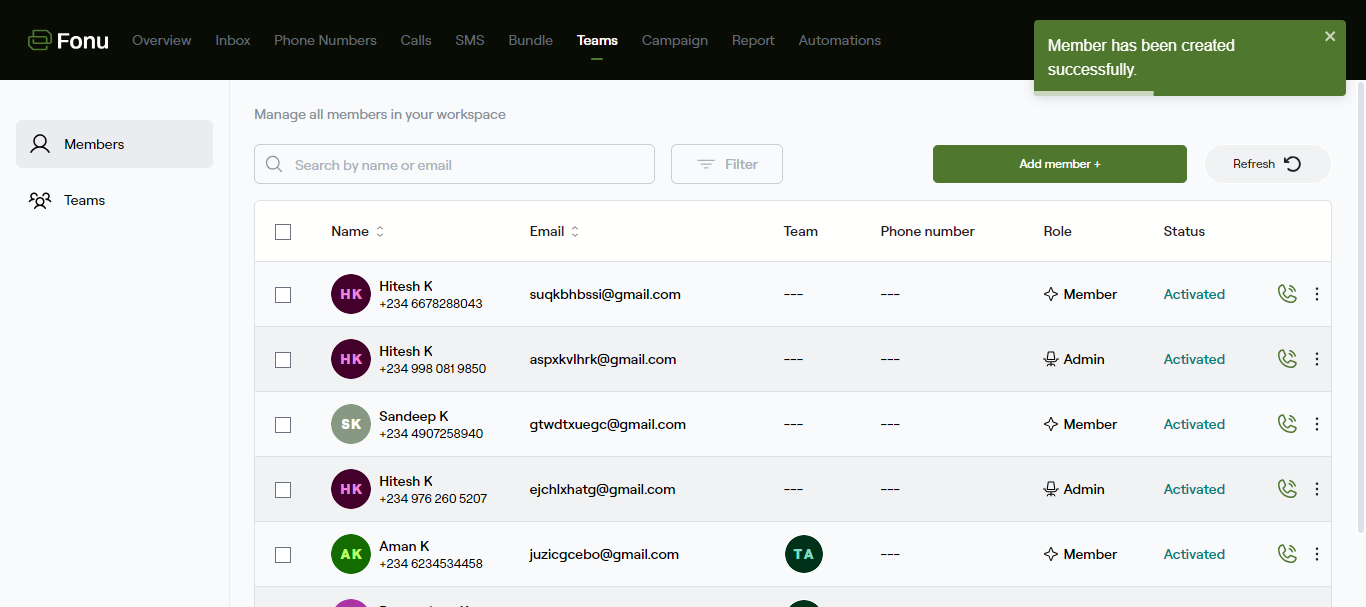 Fonu Overview Inbox Phone Numbers Calls SMS Bundle Teams Campaign Report Automations
Member has been created
successfully.
Members
Teams
Manage all members in your workspace
Search by name or email Filter Add member + Refresh
Name Email Team Phone number Role Status
HK Hitesh K
+234 6678288043
suqkbhbssi@gmail.com --- --- Member Activated
HK Hitesh K
+234 998 081 9850
aspxkvlhrk@gmail.com --- --- Admin Activated
SK Sandeep K
+234 4907258940
gtwdtxuegc@gmail.com --- --- Member Activated
HK Hitesh K
+234 976 260 5207
ejchlxhatg@gmail.com --- --- Admin Activated
AK Aman K
+234 6234534458
juzicgcebo@gmail.com TA --- Member Activated